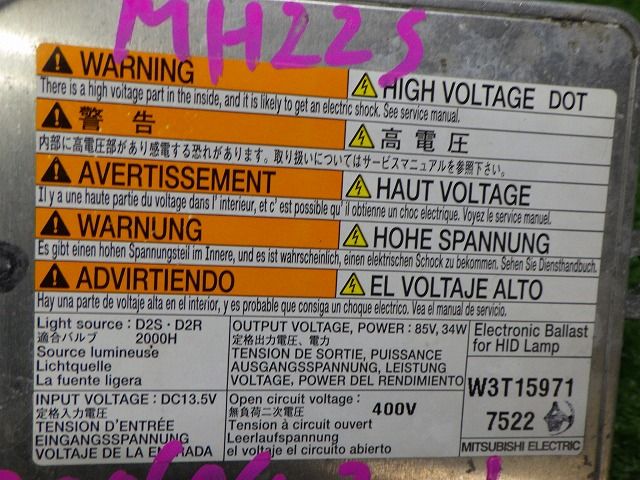 MH22S
WARNING
HIGH VOLTAGE DOT
There is a high voltage part in the inside, and it is likely to get an electric shock. See service manual.
警告
高電圧
内部に高電圧部があり感電する恐れがあります。取り扱いについてはサービスマニュアルを参照下さい。
AVERTISSEMENT
HAUT VOLTAGE
Il y a une haute partie du voltage dans l' interieur, et c' est possible qu' il obtienne un choc electrique. Voyez le service manuel.
WARNUNG
HOHE SPANNUNG
Es gibt einen hohen Spannungsteil im Innere, und es ist wahrscheinlich, einen elektrischen Schock zu bekommen. Sehen Sie Diensthandbuch.
ADVIRTIENDO
EL VOLTAJE ALTO
Hay una parte de voltaje alta en el interior, y es probable que consiga un choque electrico. Vea el manual de servicio.
Light source : D2S · D2R
適合バルブ 2000H
Source lumineuse
Lichtquelle
La fuente ligera
OUTPUT VOLTAGE, POWER : 85V, 34W
定格出力電圧、電力
TENSION DE SORTIE, PUISSANCE
AUSGANGSSPANNUNG, LEISTUNG
VOLTAGE, POWER DEL RENDIMIENTO
Electronic Ballast
for HID Lamp
INPUT VOLTAGE : DC13.5V
定格入力電圧
TENSION D'ENTRÉE
EINGANGSSPANNUNG
VOLTAJE DE LA ENTRADA
Open circuit voltage :
無負荷二次電圧 400V
Tension à circuit ouvert
Leerlaufspannung
el voltaje el circuito abierto
W3T15971
7522
MITSUBISHI ELECTRIC